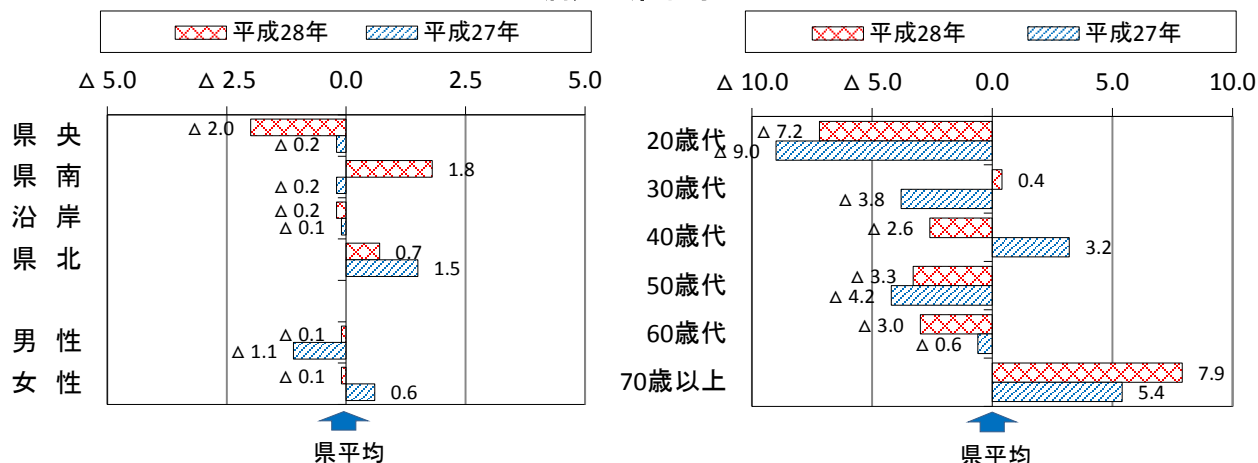 平成28年 平成27年
△ 5.0 △ 2.5 0.0 2.5 5.0
県 央 △ 2.0
△ 0.2
県 南 1.8
△ 0.2
沿 岸 △ 0.2
△ 0.1
県 北 0.7
1.5
男 性 △ 0.1
△ 1.1
女 性 △ 0.1
0.6
県平均
平成28年 平成27年
△ 10.0 △ 5.0 0.0 5.0 10.0
20歳代 △ 7.2
△ 9.0
30歳代 0.4
△ 3.8
40歳代 △ 2.6
3.2
50歳代 △ 3.3
△ 4.2
60歳代 △ 3.0
△ 0.6
70歳以上 7.9
5.4
県平均